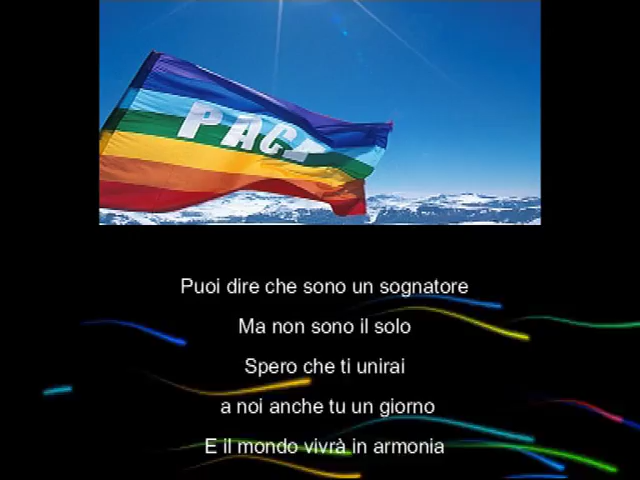 PACE
Puoi dire che sono un sognatore
Ma non sono il solo
Spero che ti unirai
a noi anche tu un giorno
E il mondo vivrà in armonia